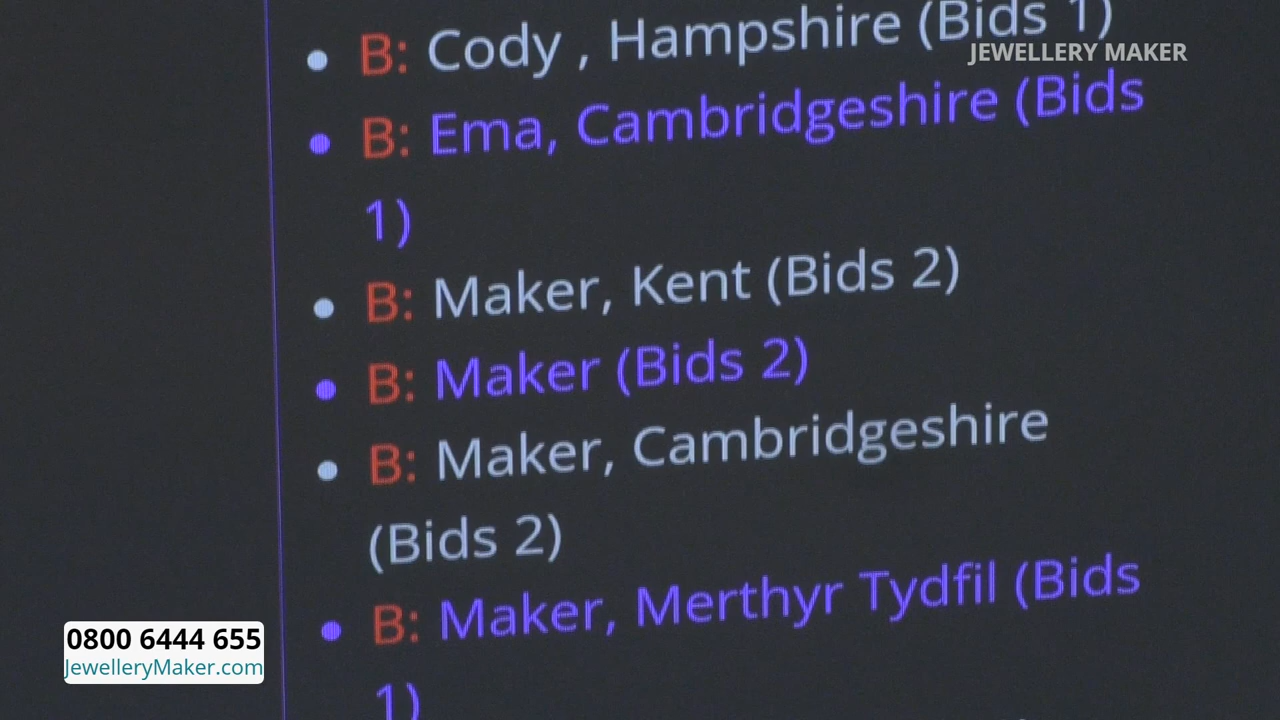 B: Cody , Hampshire (Bids 1)
JEWELLERY MAKER
B: Ema, Cambridgeshire (Bids
1)
B: Maker, Kent (Bids 2)
B: Maker (Bids 2)
B: Maker, Cambridgeshire
(Bids 2)
B: Maker, Merthyr Tydfil (Bids
1)
0800 6444 655
JewelleryMaker.com